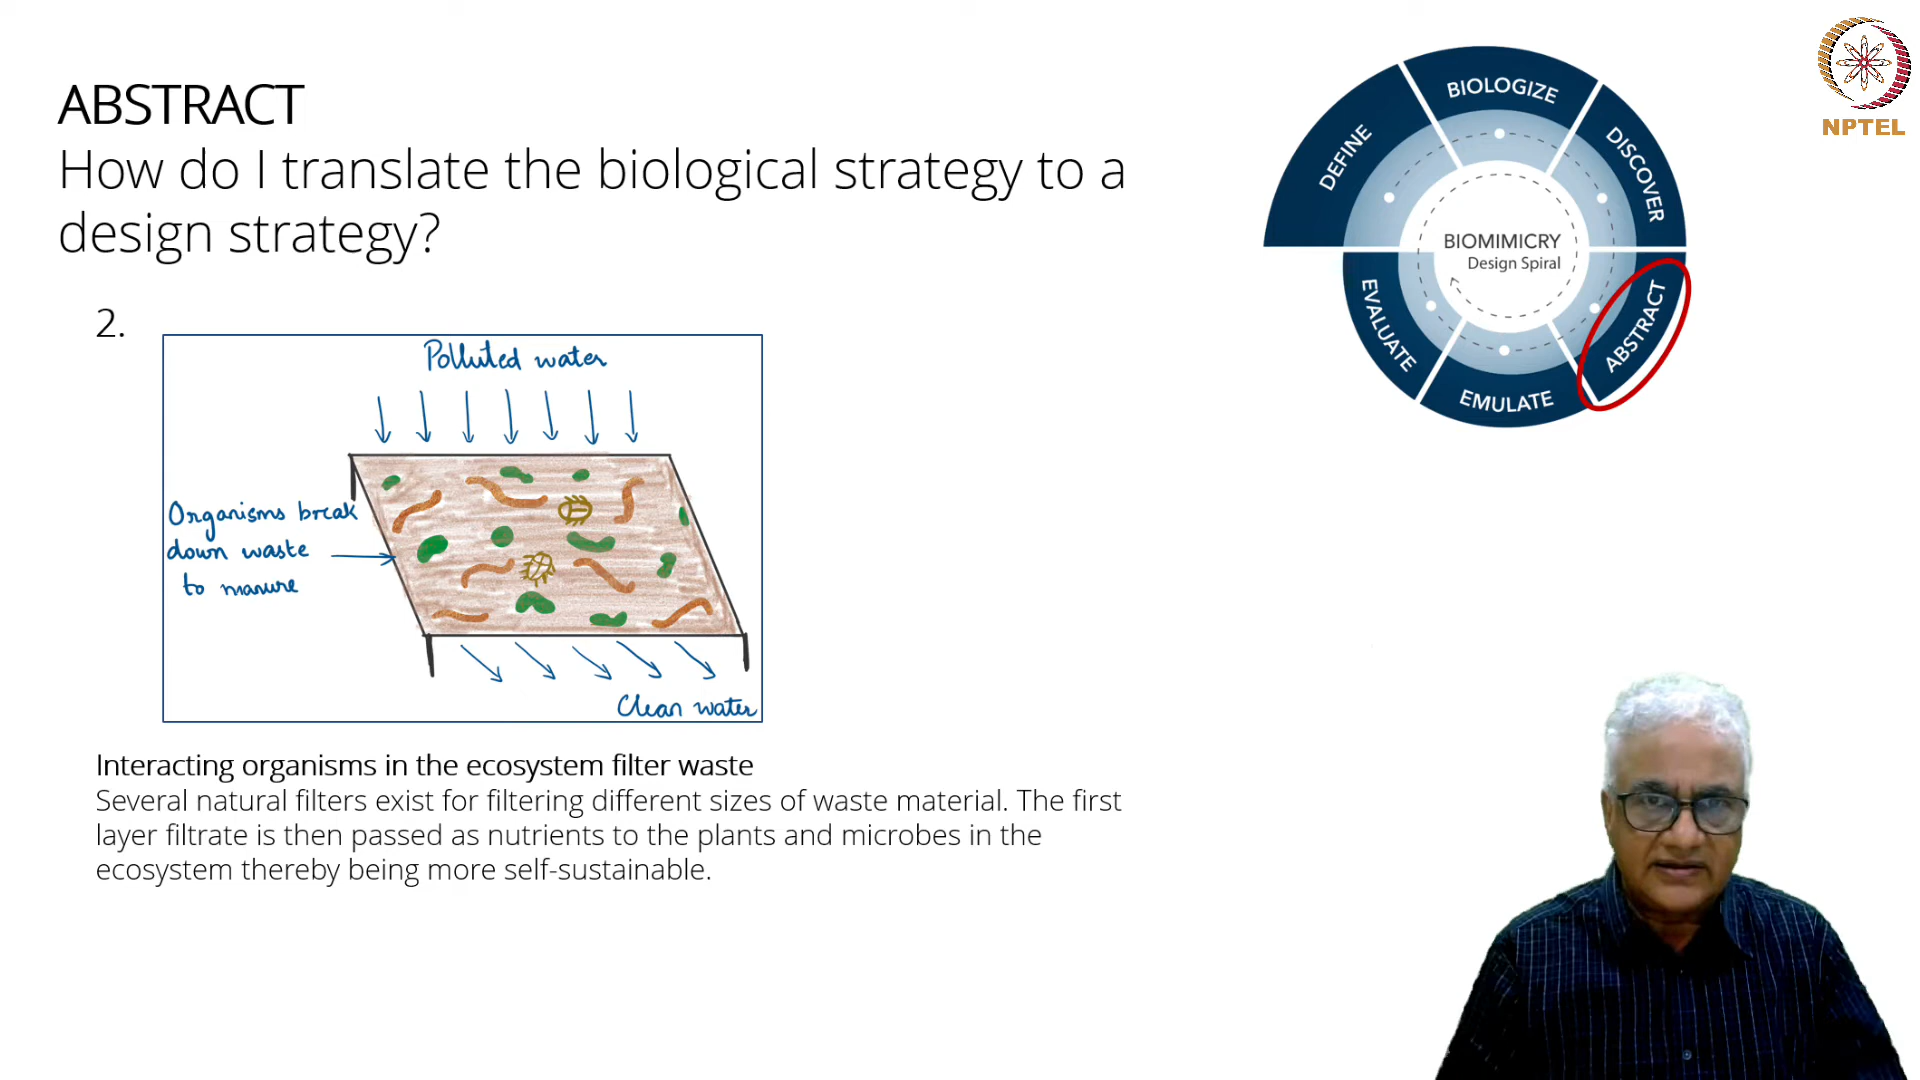 ABSTRACT
How do I translate the biological strategy to a
design strategy?
2.
Polluted water
Organisms break
down waste
to manure
Clean water
Interacting organisms in the ecosystem filter waste
Several natural filters exist for filtering different sizes of waste material. The first
layer filtrate is then passed as nutrients to the plants and microbes in the
ecosystem thereby being more self-sustainable.
DEFINE
BIOLOGIZE
DISCOVER
ABSTRACT
EMULATE
EVALUATE
BIOMIMICRY
Design Spiral
NPTEL